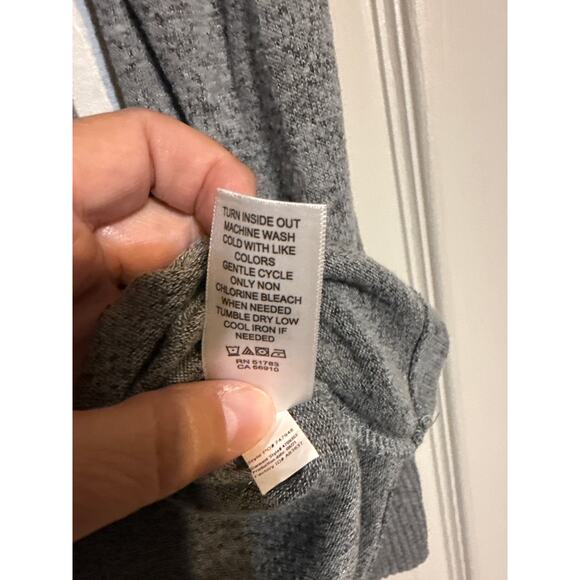 TURN INSIDE OUT
MACHINE WASH
COLD WITH LIKE
COLORS
GENTLE CYCLE
ONLY NON
CHLORINE BLEACH
WHEN NEEDED
TUMBLE DRY LOW
COOL IRON IF
NEEDED
RN 51783
CA 56910